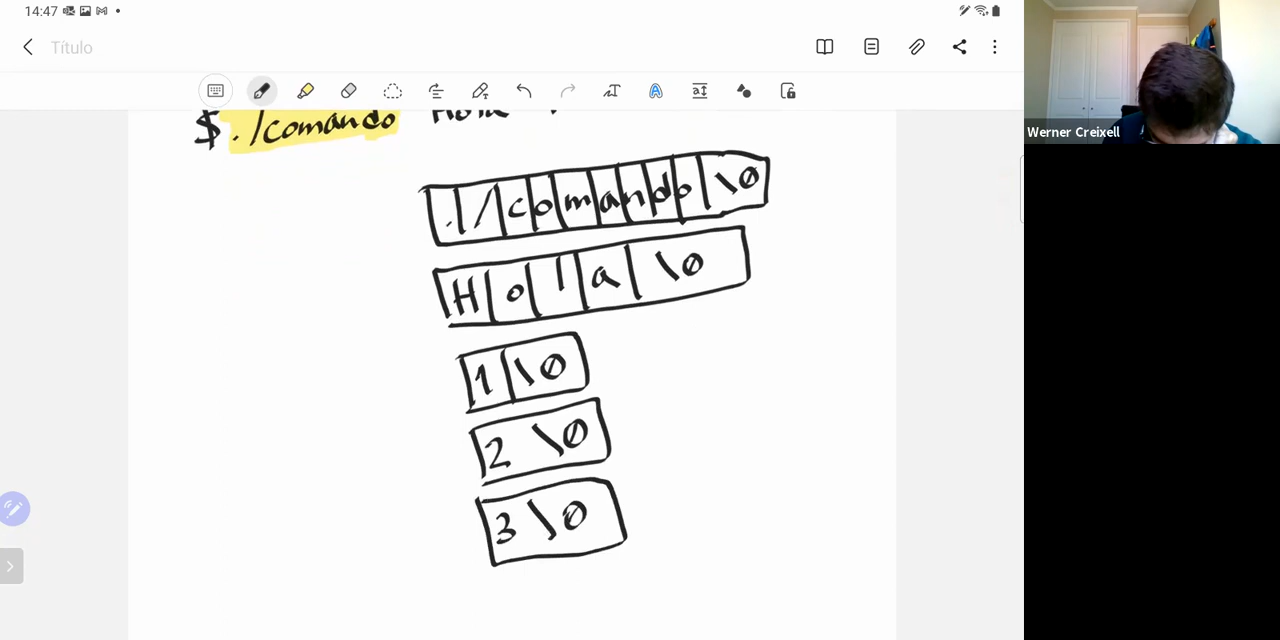 14:47
Título
$ ./comando
./comando\0
Hola\0
1\0
2\0
3\0
Werner Creixell